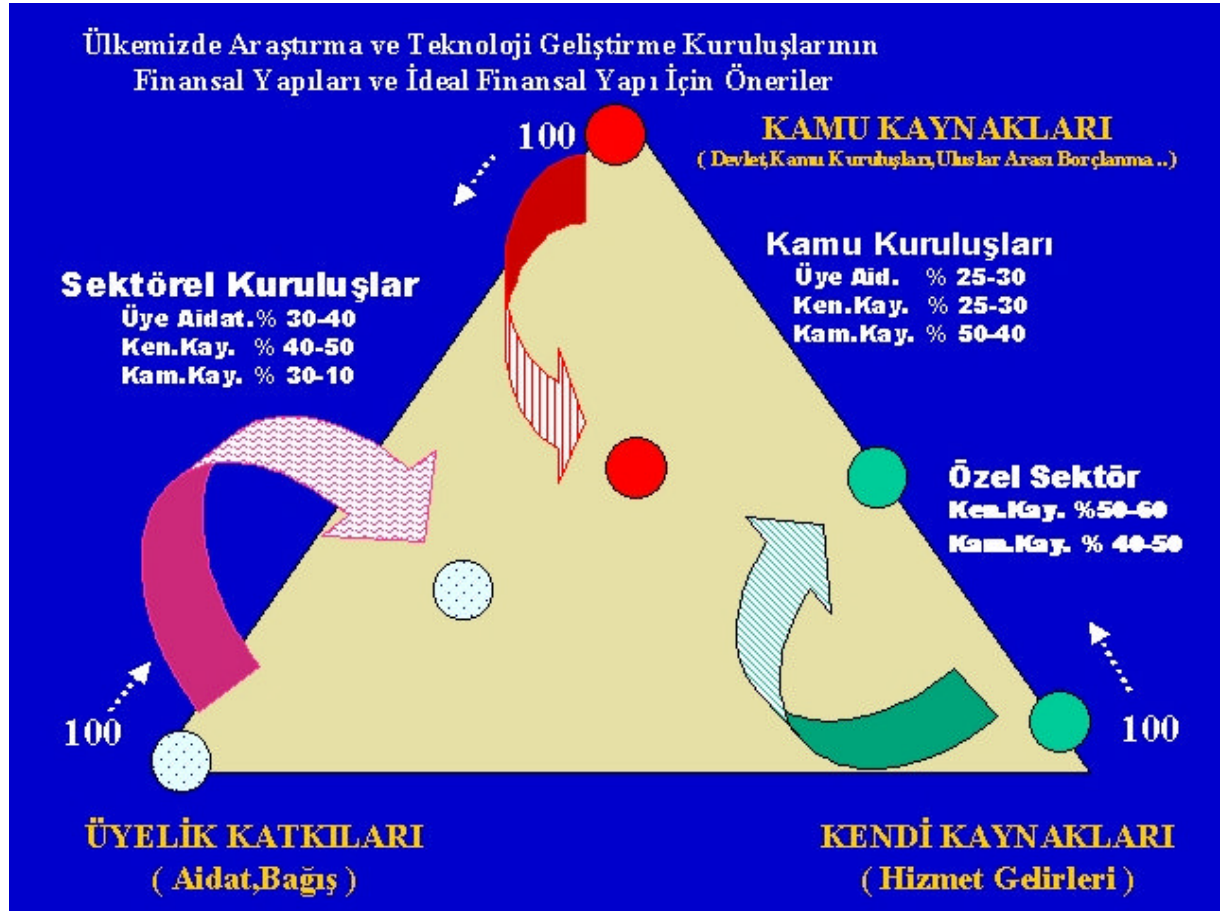 Ülkemizde Araştırma ve Teknoloji Geliştirme Kuruluşlarının
Finansal Yapıları ve İdeal Finansal Yapı İçin Öneriler
100
KAMU KAYNAKLARI
( Devlet,Kamu Kuruluşları,Uluslar Arası Borçlanma ..)
Kamu Kuruluşları
Üye Aid. % 25-30
Ken.Kay. % 25-30
Kam.Kay. % 50-40
Sektörel Kuruluşlar
Üye Aidat.% 30-40
Ken.Kay. % 40-50
Kam.Kay. % 30-10
Özel Sektör
Ken.Kay. %50-60
Kam.Kay. % 40-50
100
100
ÜYELİK KATKILARI
( Aidat,Bağış )
KENDİ KAYNAKLARI
( Hizmet Gelirleri )